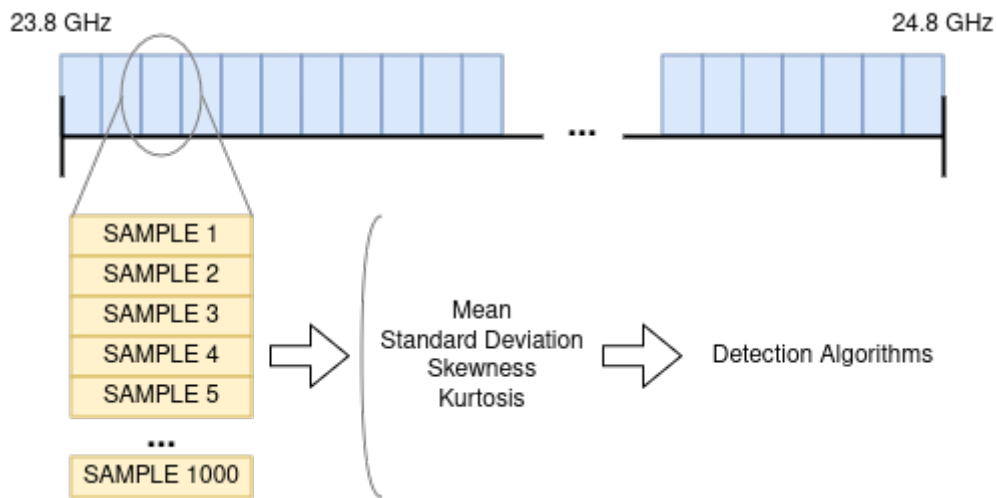 23.8 GHz
24.8 GHz
...
SAMPLE 1
SAMPLE 2
SAMPLE 3
SAMPLE 4
SAMPLE 5
...
SAMPLE 1000
Mean
Standard Deviation
Skewness
Kurtosis
Detection Algorithms